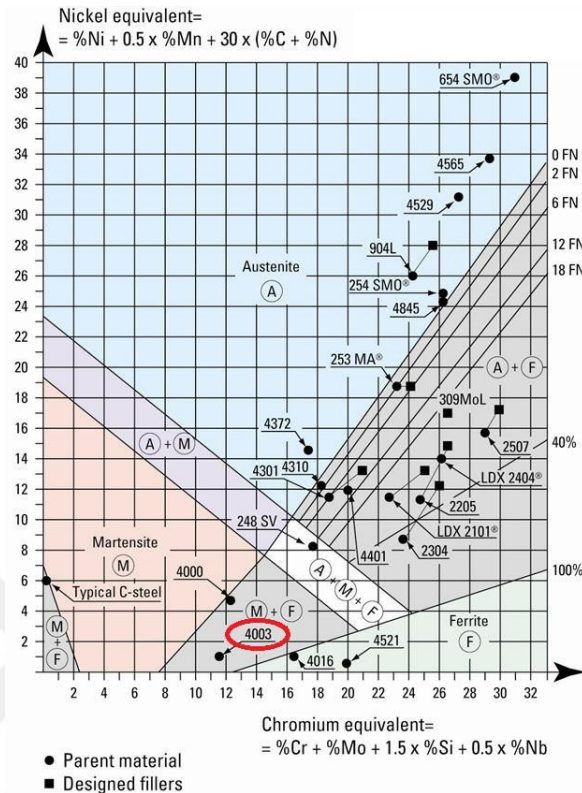 Nickel equivalent=
= %Ni + 0.5 x %Mn + 30 x (%C + %N)
40
38
36
34
32
30
28
26
24
22
20
18
16
14
12
10
8
6
4
2
654 SMO®
4565
4529
904L
254 SMO®
4845
253 MA®
309MoL
4372
4310
4301
248 SV
4401
2507
LDX 2404®
2205
LDX 2101®
2304
4000
4003
4016
4521
Typical C-steel
Austenite
A
A + M
Martensite
M
M
+
F
M + F
A + M + F
A + F
Ferrite
F
0 FN
2 FN
6 FN
12 FN
18 FN
40%
100%
2 4 6 8 10 12 14 16 18 20 22 24 26 28 30 32
Chromium equivalent=
= %Cr + %Mo + 1.5 x %Si + 0.5 x %Nb
Parent material
Designed fillers